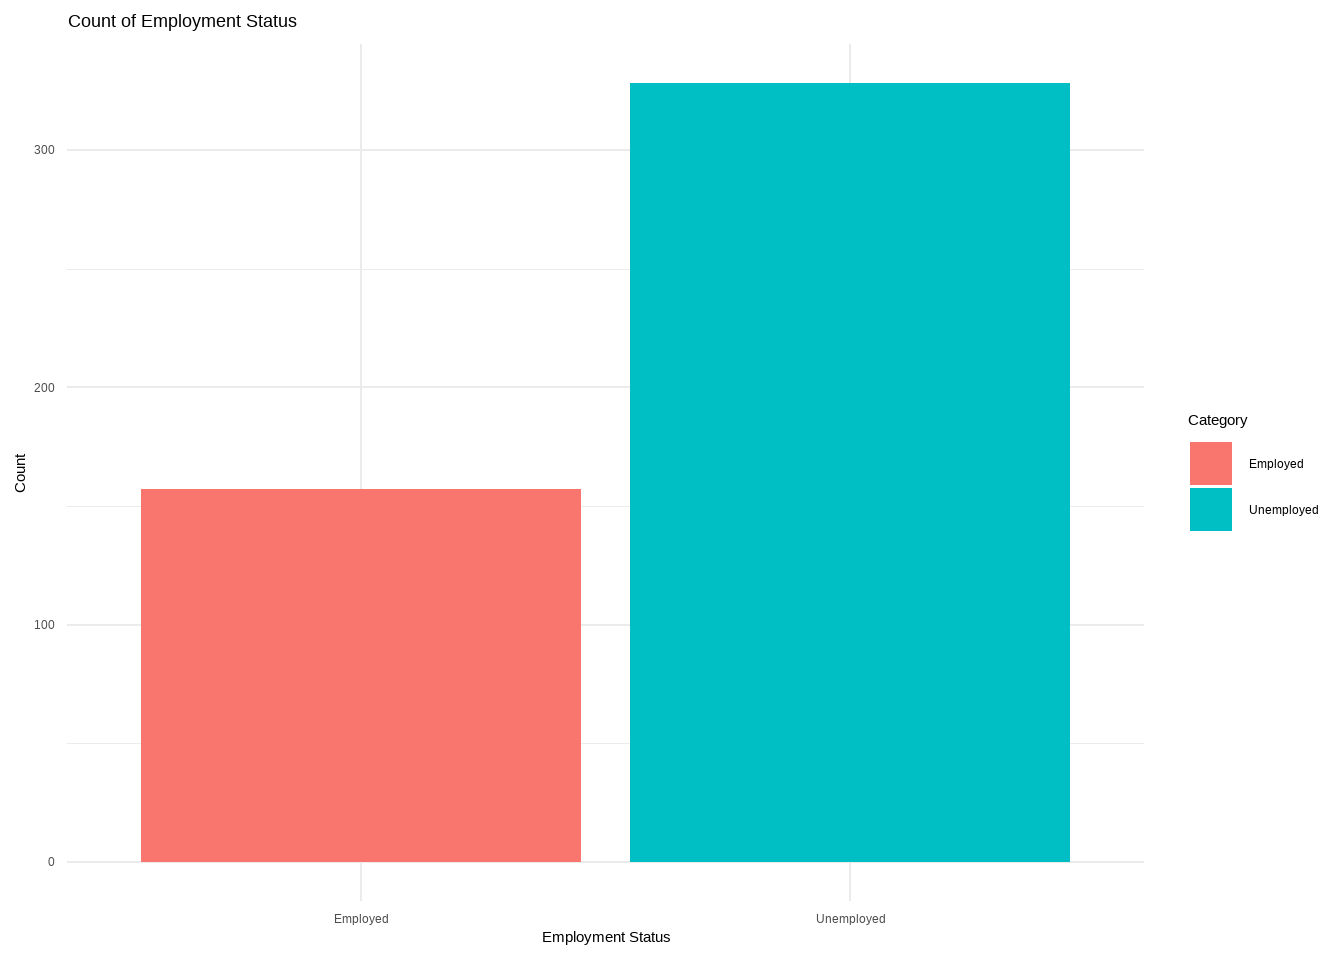 Count of Employment Status
300
200
100
0
Count
Employed
Unemployed
Employment Status
Category
Employed
Unemployed